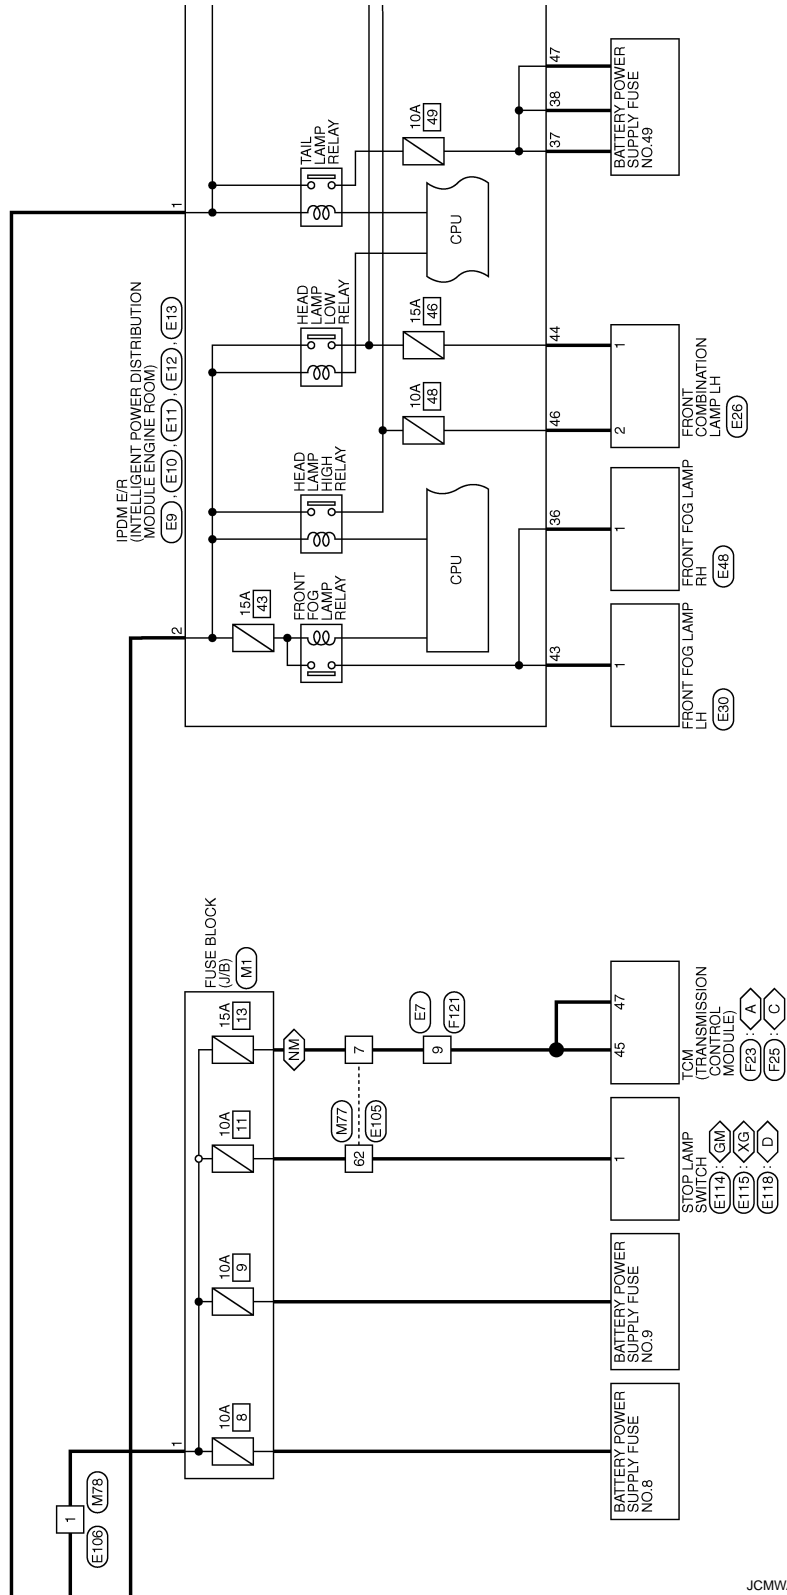 1
IPDM E/R
(INTELLIGENT POWER DISTRIBUTION
MODULE ENGINE ROOM)
E9 , E10 , E11 , E12 , E13
2
15A
43
FRONT
FOG
LAMP
RELAY
HEAD
LAMP
HIGH
RELAY
HEAD
LAMP
LOW
RELAY
TAIL
LAMP
RELAY
10A
48
15A
46
10A
49
CPU
CPU
43
36
46
44
37
38
47
1
FRONT FOG LAMP
LH
E30
1
FRONT FOG LAMP
RH
E48
2
1
FRONT
COMBINATION
LAMP LH
E26
BATTERY POWER
SUPPLY FUSE
NO.49
E106
M78
1
1
FUSE BLOCK
(J/B)
M1
10A
8
10A
9
10A
11
15A
13
NM
M77
E105
62
7
E7
F121
9
BATTERY POWER
SUPPLY FUSE
NO.8
BATTERY POWER
SUPPLY FUSE
NO.9
1
STOP LAMP
SWITCH
E114 : GM
E115 : XG
E118 : D
45
47
TCM
(TRANSMISSION
CONTROL
MODULE)
F23 : A
F25 : C